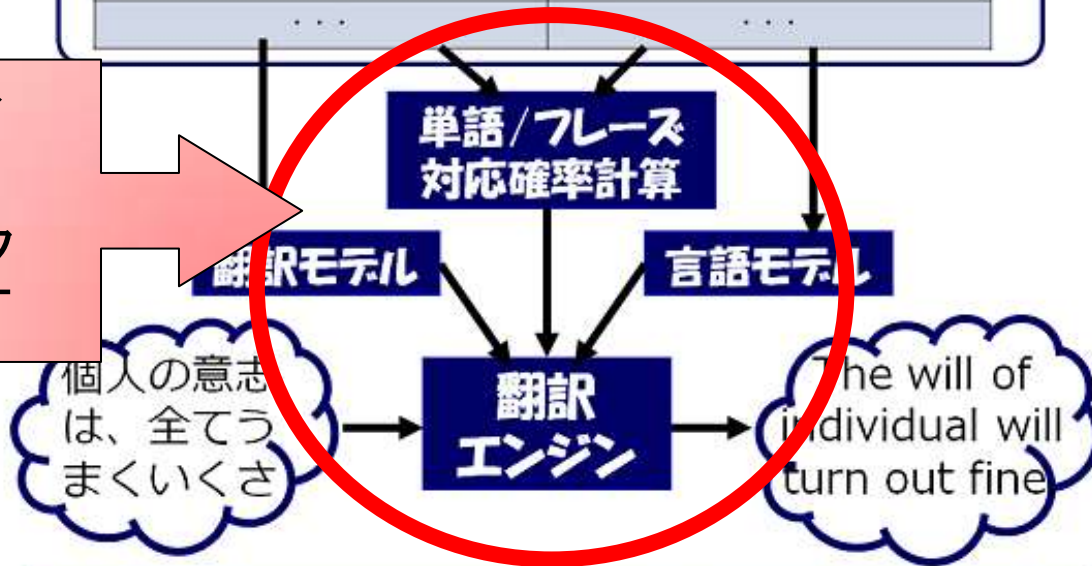 ・・・ ・・・
単語/フレーズ
対応確率計算
翻訳モデル
言語モデル
個人の意志
は、全てう
まくいくさ
翻訳
エンジン
The will of
individual will
turn out fine